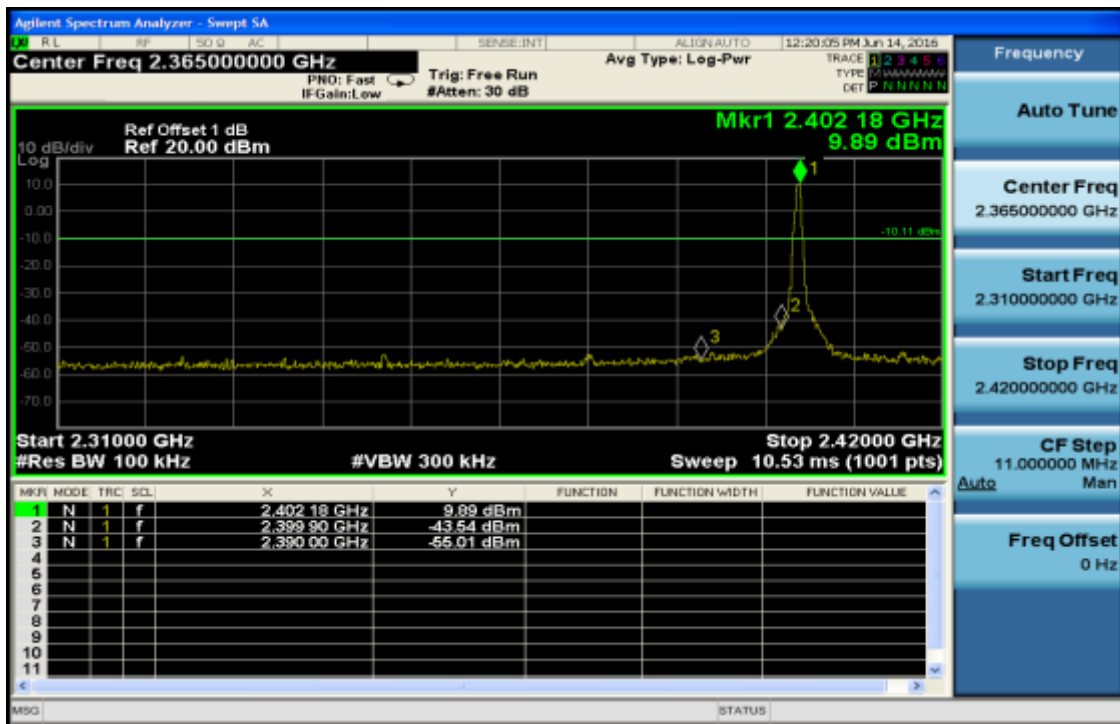 Agilent Spectrum Analyzer - Swept SA
RL RF 50 Ω AC SENSE:INT ALIGN AUTO 12:20:05 PM Jun 14, 2016
Center Freq 2.365000000 GHz
PNO: Fast
IFGain:Low
Trig: Free Run
#Atten: 30 dB
Avg Type: Log-Pwr
TRACE 1 2 3 4 5 6
TYPE M W W W W W
DET P N N N N N
Ref Offset 1 dB
10 dB/div Ref 20.00 dBm
Log
Mkr1 2.402 18 GHz
9.89 dBm
10.0
0.00
-10.0
-20.0
-30.0
-40.0
-50.0
-60.0
-70.0
-10.11 dBm
1
2
3
Start 2.31000 GHz Stop 2.42000 GHz
#Res BW 100 kHz #VBW 300 kHz Sweep 10.53 ms (1001 pts)
MKR MODE TRC SCL X Y FUNCTION FUNCTION WIDTH FUNCTION VALUE
1 N 1 f 2.402 18 GHz 9.89 dBm
2 N 1 f 2.399 90 GHz -43.54 dBm
3 N 1 f 2.390 00 GHz -55.01 dBm
4
5
6
7
8
9
10
11
MSG STATUS
Frequency
Auto Tune
Center Freq
2.365000000 GHz
Start Freq
2.310000000 GHz
Stop Freq
2.420000000 GHz
CF Step
11.000000 MHz
Auto Man
Freq Offset
0 Hz